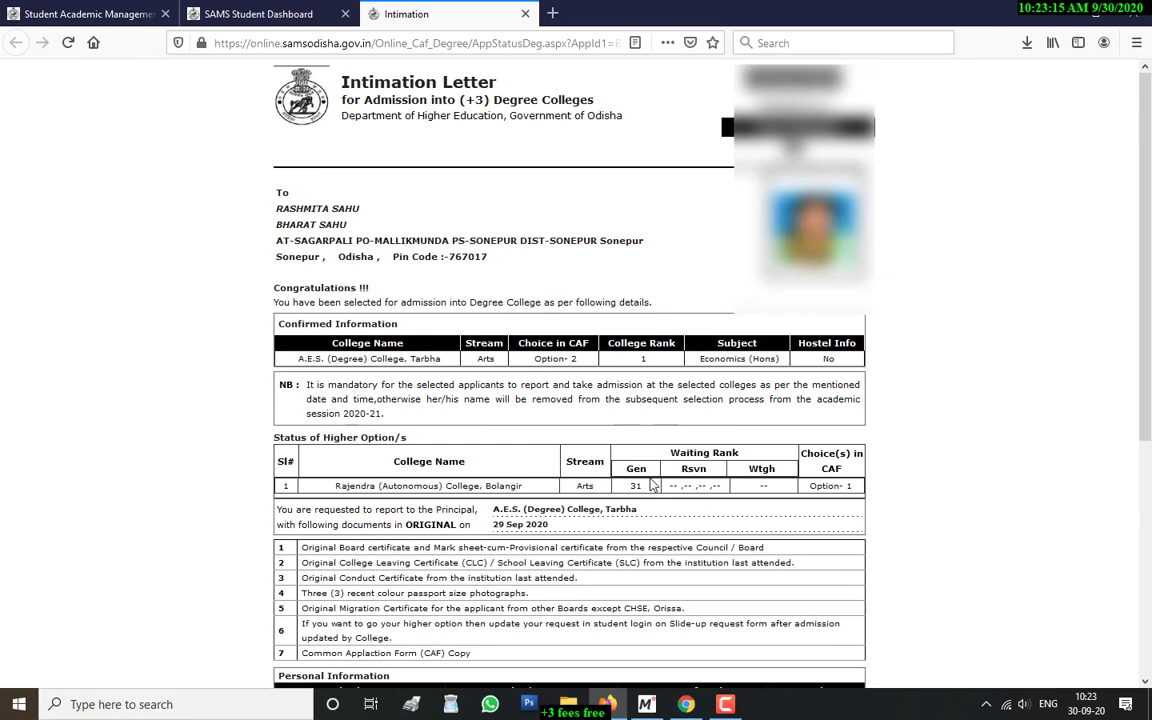 10:23:15 AM 9/30/2020
Student Academic Manageme
SAMS Student Dashboard
Intimation
https://online.samsodisha.gov.in/Online_Caf_Degree/AppStatusDeg.aspx?AppId1=8
Search
Intimation Letter
for Admission into (+3) Degree Colleges
Department of Higher Education, Government of Odisha
To
RASHMITA SAHU
BHARAT SAHU
AT-SAGARPALI PO-MALLIKMUNDA PS-SONEPUR DIST-SONEPUR Sonepur
Sonepur , Odisha , Pin Code :-767017
Congratulations !!!
You have been selected for admission into Degree College as per following details.
Confirmed Information
College Name Stream Choice in CAF College Rank Subject Hostel Info
A.E.S. (Degree) College, Tarbha Arts Option- 2 1 Economics (Hons) No
NB : It is mandatory for the selected applicants to report and take admission at the selected colleges as per the mentioned
date and time,otherwise her/his name will be removed from the subsequent selection process from the academic
session 2020-21.
Status of Higher Option/s
Sl# College Name Stream Waiting Rank Choice(s) in CAF
Gen Rsvn Wtgh
1 Rajendra (Autonomous) College, Bolangir Arts 31 -- ,-- ,-- ,-- -- Option- 1
You are requested to report to the Principal, A.E.S. (Degree) College, Tarbha
with following documents in ORIGINAL on 29 Sep 2020
1 Original Board certificate and Mark sheet-cum-Provisional certificate from the respective Council / Board
2 Original College Leaving Certificate (CLC) / School Leaving Certificate (SLC) from the institution last attended.
3 Original Conduct Certificate from the institution last attended.
4 Three (3) recent colour passport size photographs.
5 Original Migration Certificate for the applicant from other Boards except CHSE, Orissa.
6 If you want to go your higher option then update your request in student login on Slide-up request form after admission
updated by College.
7 Common Applaction Form (CAF) Copy
Personal Information
Type here to search
+3 fees free
ENG
10:23
30-09-20